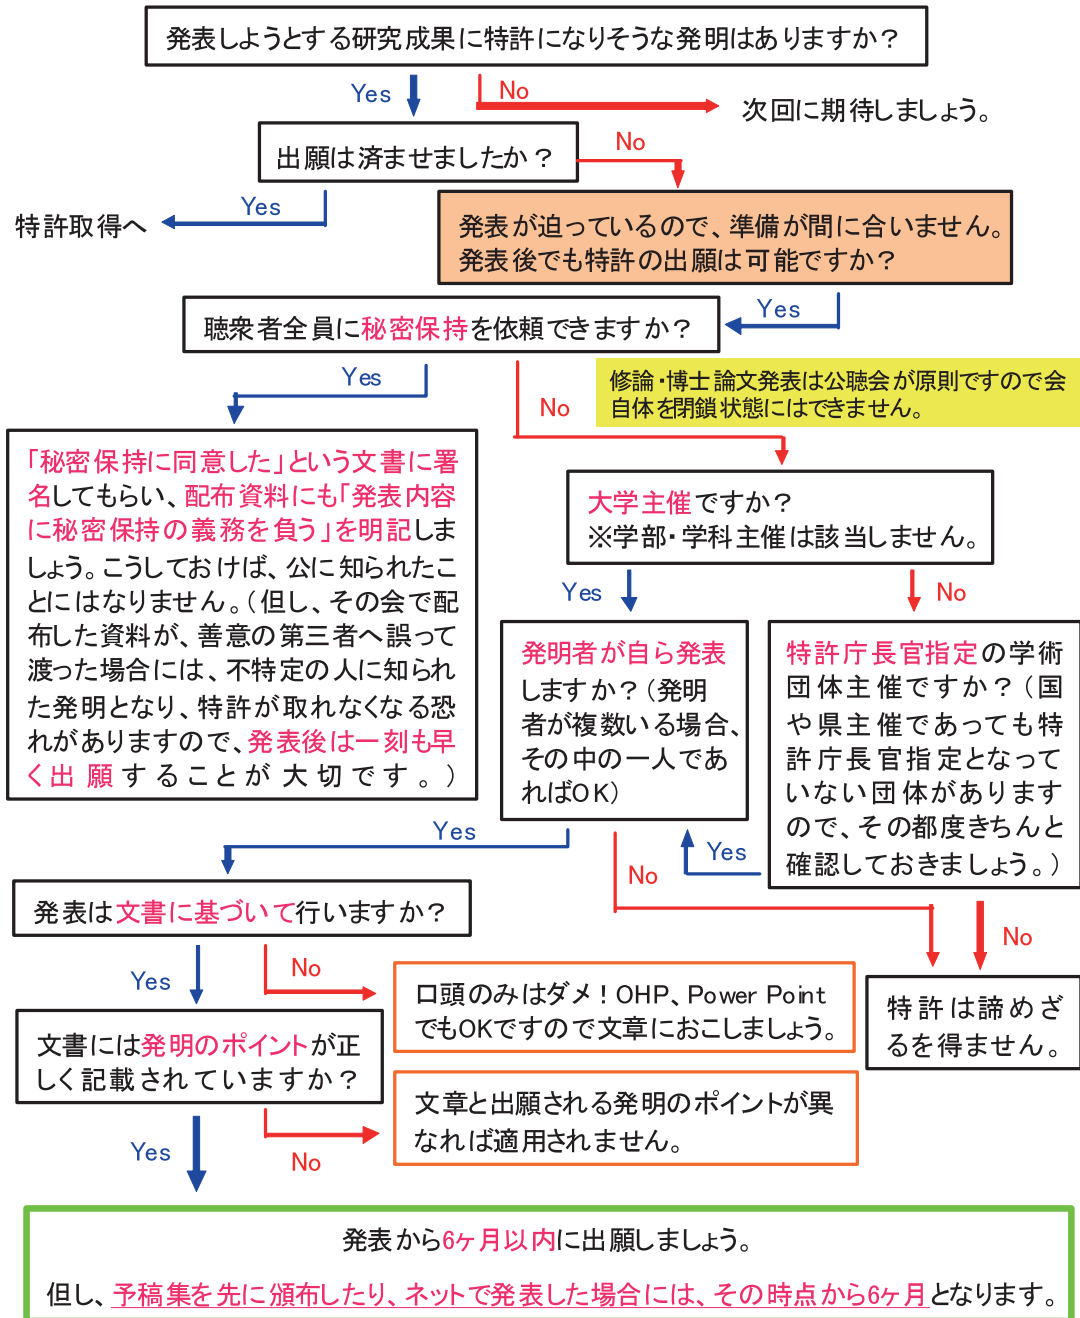 発表しようとする研究成果に特許になりそうな発明はありますか？
Yes
No
次回に期待しましょう。
出願は済ませましたか？
No
Yes
特許取得へ
発表が迫っているので、準備が間に合いません。
発表後でも特許の出願は可能ですか？
Yes
聴衆者全員に秘密保持を依頼できますか？
Yes
No
修論・博士論文発表は公聴会が原則ですので会
自体を閉鎖状態にはできません。
「秘密保持に同意した」という文書に署
名してもらい、配布資料にも「発表内容
に秘密保持の義務を負う」を明記しま
しょう。こうしておけば、公に知られたこ
とにはなりません。（但し、その会で配
布した資料が、善意の第三者へ誤って
渡った場合には、不特定の人に知られ
た発明となり、特許が取れなくなる恐
れがありますので、発表後は一刻も早
く出願することが大切です。）
大学主催ですか？
※学部・学科主催は該当しません。
Yes
No
発明者が自ら発表
しますか？（発明
者が複数いる場合、
その中の一人であ
ればOK）
特許庁長官指定の学術
団体主催ですか？（国
や県主催であっても特
許庁長官指定となって
いない団体があります
ので、その都度きちんと
確認しておきましょう。）
Yes
Yes
No
No
発表は文書に基づいて行いますか？
Yes
No
口頭のみはダメ！OHP、Power Point
でもOKですので文章におこしましょう。
特許は諦めざ
るを得ません。
文書には発明のポイントが正
しく記載されていますか？
文章と出願される発明のポイントが異
なれば適用されません。
Yes
No
発表から6ヶ月以内に出願しましょう。
但し、予稿集を先に頒布したり、ネットで発表した場合には、その時点から6ヶ月となります。